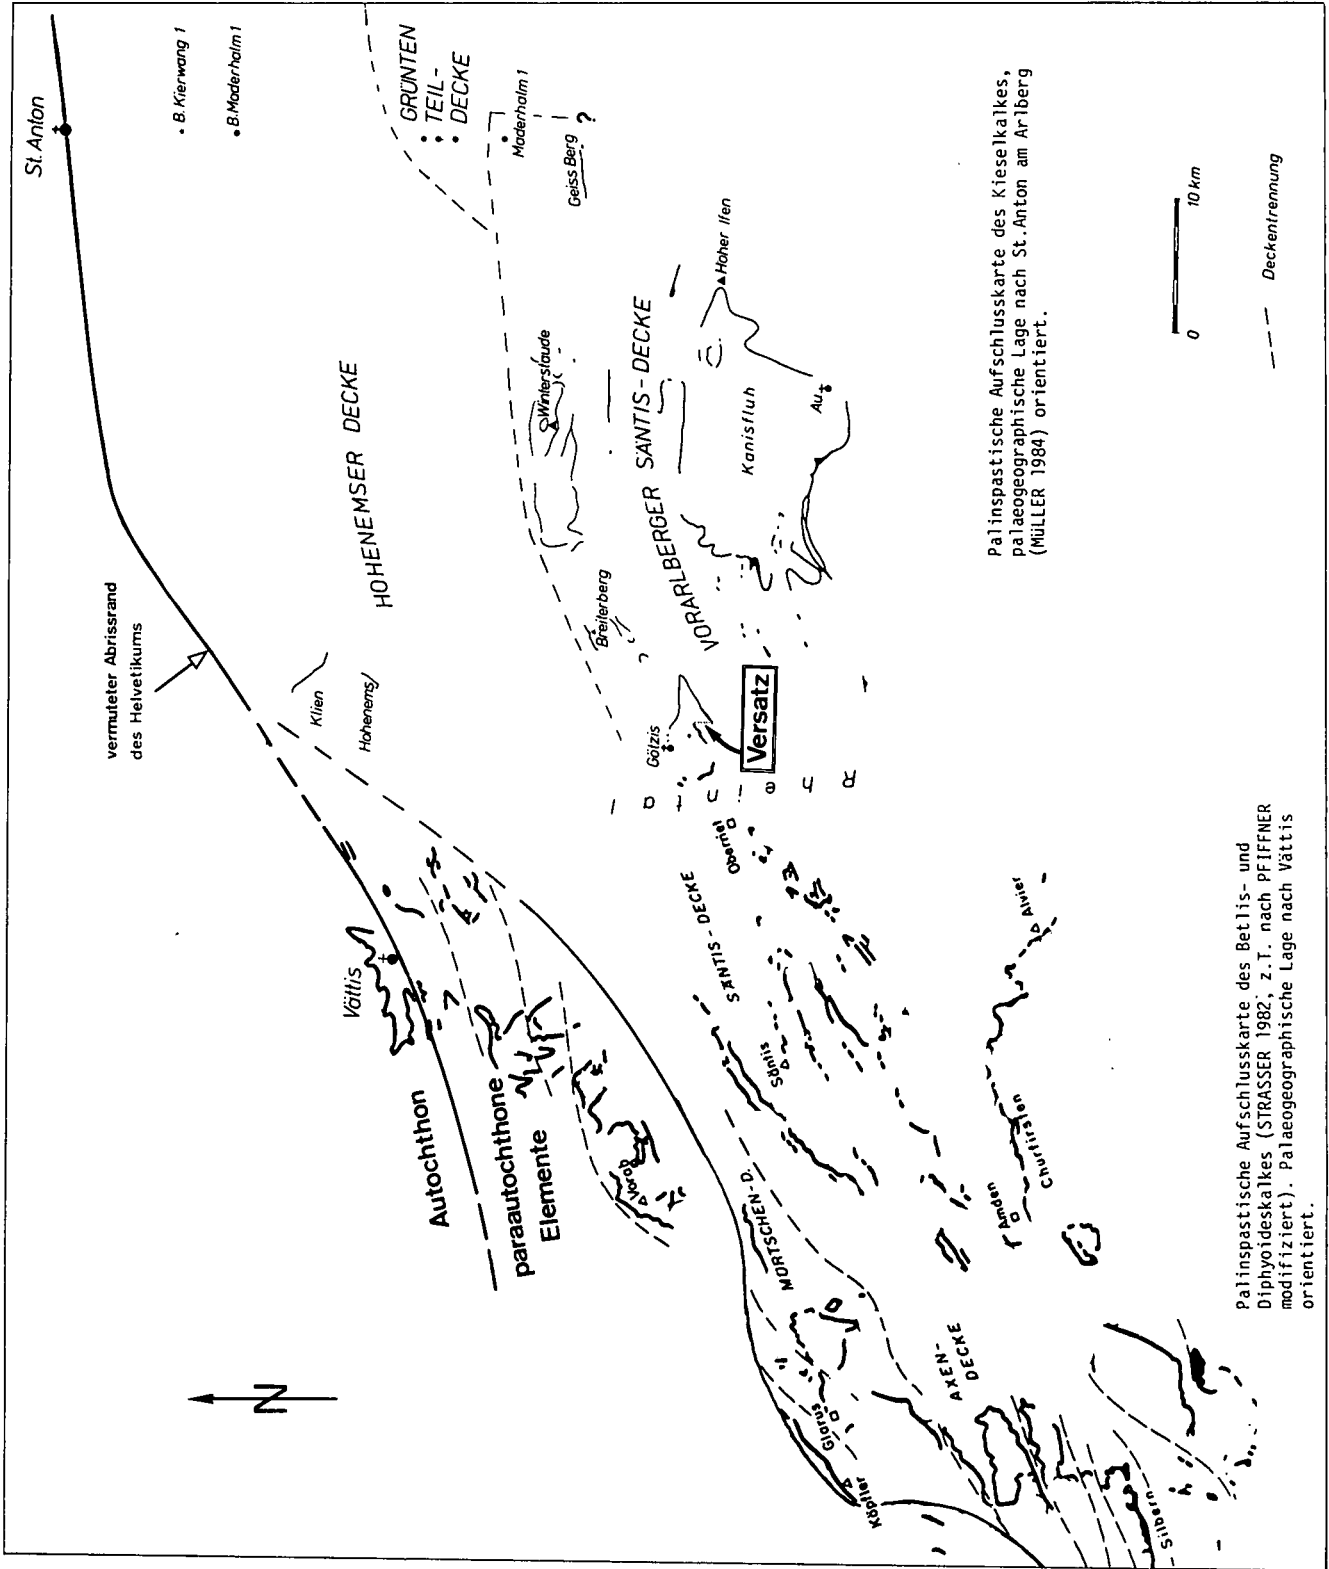 St. Anton
B. Kierwang 1
B. Maderhalm 1
GRÜNTEN
TEIL-
DECKE
Maderhalm 1
Geiss Berg
?
vermuteter Abrissrand
des Helvetikums
HOHENEMSER DECKE
Klien
Hohenems
Winterstaude
Breiterberg
VORARLBERGER SÄNTIS-DECKE
Hoher Ifen
Kanisfluh
Au
Götzis
Versatz
Oberriet
Vättis
Autochthon
paraautochthone
Elemente
Vorab
SÄNTIS-DECKE
Säntis
Alvier
Churfirsten
Amden
MÜRTSCHEN-D.
Glarus
Köpfler
AXEN-
DECKE
Silbern
N
Palinspastische Aufschlusskarte des Kieselkalkes,
palaeogeographische Lage nach St.Anton am Arlberg
(MüLLER 1984) orientiert.
0
10 km
Deckentrennung
Palinspastische Aufschlusskarte des Betlis- und
Diphyoideskalkes (STRASSER 1982, z.T. nach PFIFFNER
modifiziert). Palaeogeographische Lage nach Vättis
orientiert.